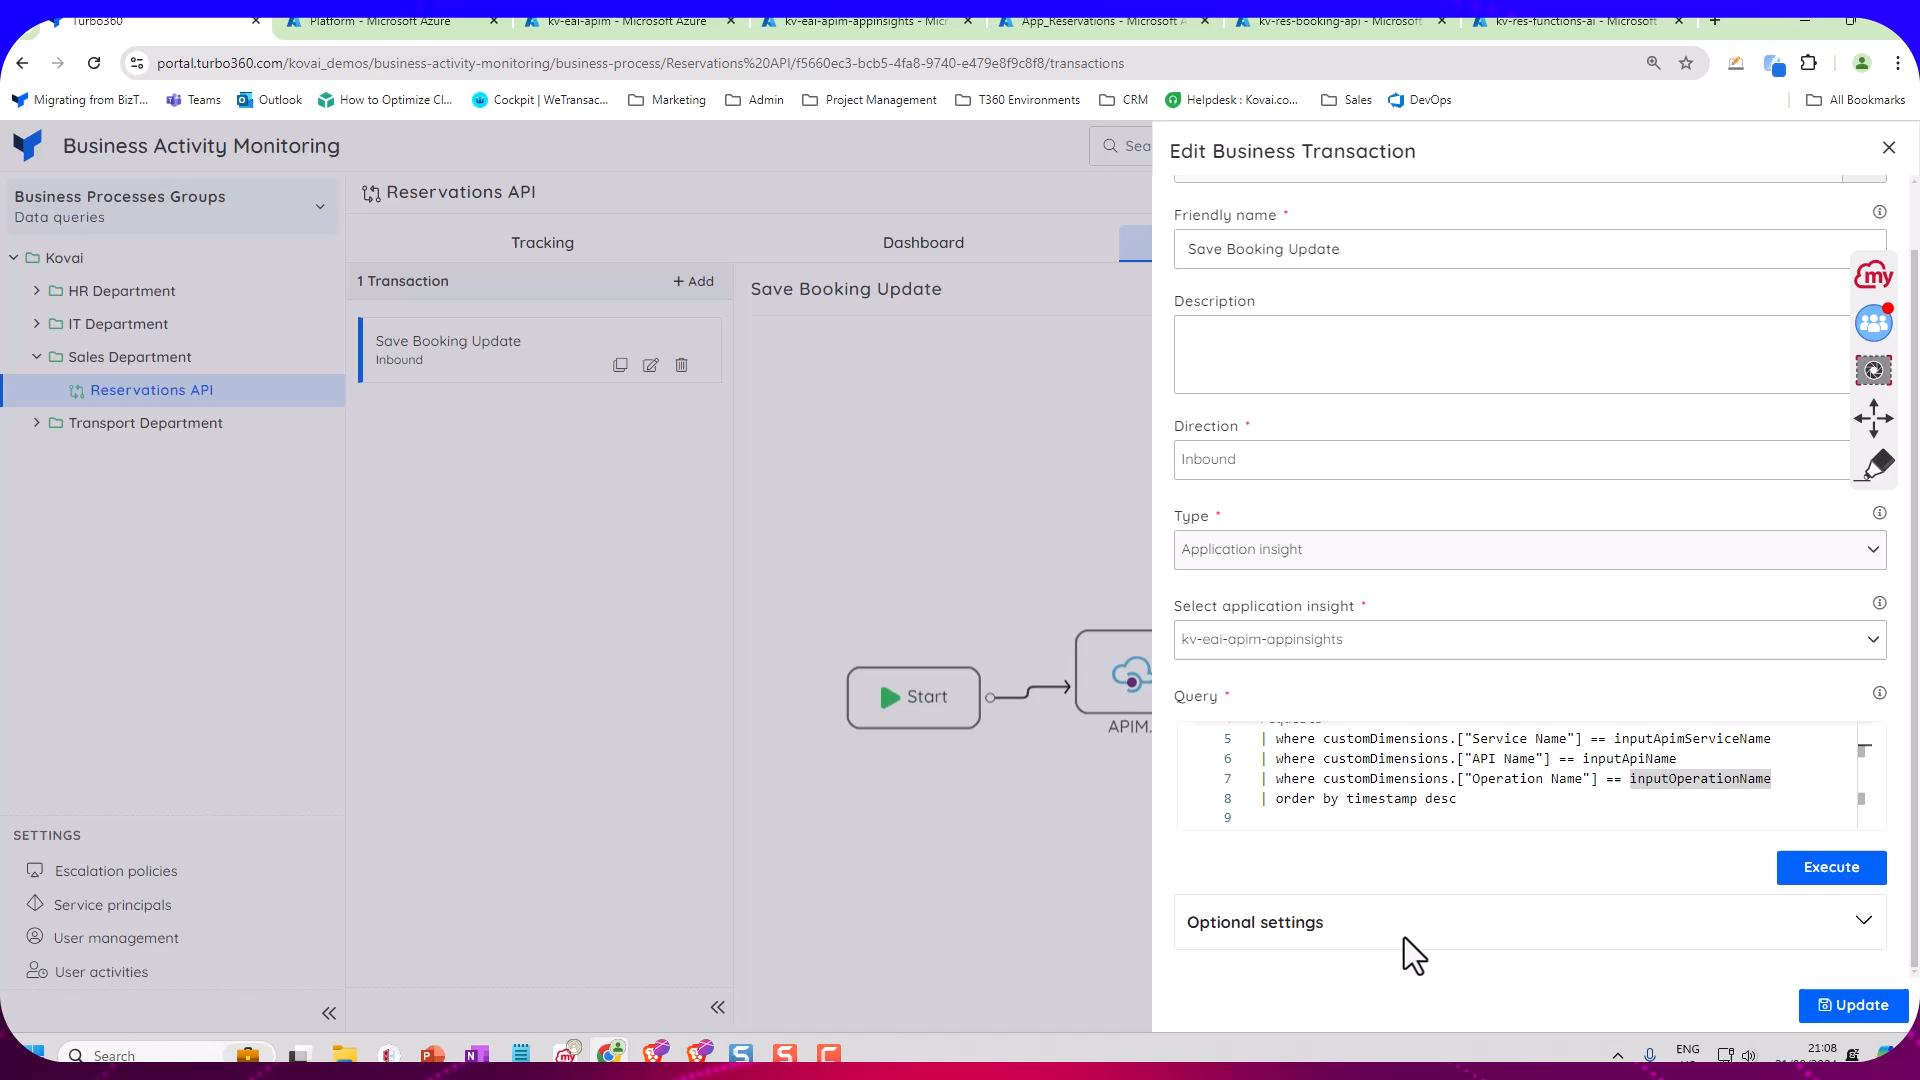 Turbo360
Platform - Microsoft Azure
kv-eai-apim - Microsoft Azure
kv-eai-apim-appinsights - Mic
App_Reservations - Microsoft A
kv-res-booking-api - Microsoft
kv-res-functions-ai - Microsoft
portal.turbo360.com/kovai_demos/business-activity-monitoring/business-process/Reservations%20API/f5660ec3-bcb5-4fa8-9740-e479e8f9c8f8/transactions
Migrating from BizT...
Teams
Outlook
How to Optimize Cl...
Cockpit | WeTransac...
Marketing
Admin
Project Management
T360 Environments
CRM
Helpdesk : Kovai.co...
Sales
DevOps
All Bookmarks
Business Activity Monitoring
Sea
Business Processes Groups
Data queries
Kovai
HR Department
IT Department
Sales Department
Reservations API
Transport Department
SETTINGS
Escalation policies
Service principals
User management
User activities
Reservations API
Tracking
Dashboard
1 Transaction
+ Add
Save Booking Update
Inbound
Save Booking Update
Start
APIM.
Edit Business Transaction
Friendly name *
Save Booking Update
Description
Direction *
Inbound
Type *
Application insight
Select application insight *
kv-eai-apim-appinsights
Query *
5 | where customDimensions.["Service Name"] == inputApimServiceName
6 | where customDimensions.["API Name"] == inputApiName
7 | where customDimensions.["Operation Name"] == inputOperationName
8 | order by timestamp desc
9
Execute
Optional settings
Update
my
Search
ENG
21:08